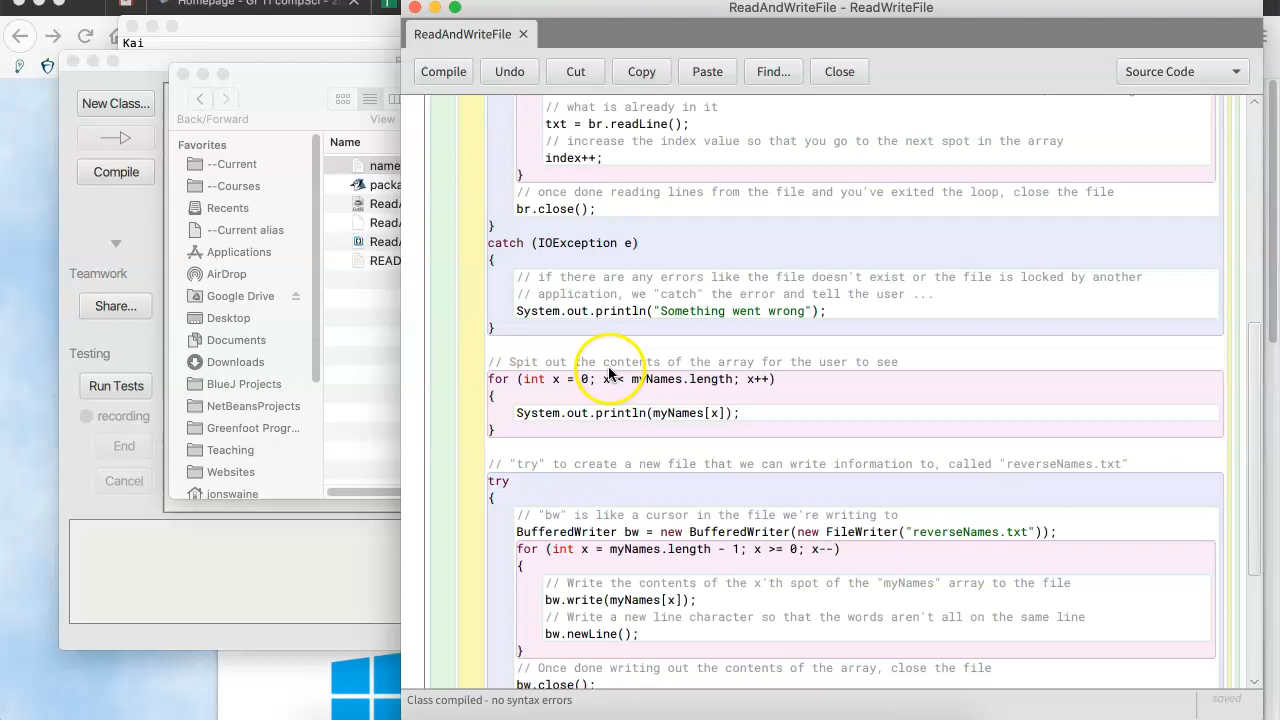 Homepage - Gr 11 compSci -
ReadAndWriteFile - ReadWriteFile
Kai
ReadAndWriteFile ×
Compile Undo Cut Copy Paste Find... Close Source Code
New Class...
Compile
Teamwork
Share...
Testing
Run Tests
recording
End
Cancel
Back/Forward View
Favorites
--Current
--Courses
Recents
--Current alias
Applications
AirDrop
Google Drive
Desktop
Documents
Downloads
BlueJ Projects
NetBeansProjects
Greenfoot Progr...
Teaching
Websites
jonswaine
Name
name
packa
ReadA
ReadA
ReadA
READ
// what is already in it
txt = br.readLine();
// increase the index value so that you go to the next spot in the array
index++;
}
// once done reading lines from the file and you've exited the loop, close the file
br.close();
}
catch (IOException e)
{
// if there are any errors like the file doesn't exist or the file is locked by another
// application, we "catch" the error and tell the user ...
System.out.println("Something went wrong");
}
// Spit out the contents of the array for the user to see
for (int x = 0; x < myNames.length; x++)
{
System.out.println(myNames[x]);
}
// "try" to create a new file that we can write information to, called "reverseNames.txt"
try
{
// "bw" is like a cursor in the file we're writing to
BufferedWriter bw = new BufferedWriter(new FileWriter("reverseNames.txt"));
for (int x = myNames.length - 1; x >= 0; x--)
{
// Write the contents of the x'th spot of the "myNames" array to the file
bw.write(myNames[x]);
// Write a new line character so that the words aren't all on the same line
bw.newLine();
}
// Once done writing out the contents of the array, close the file
bw.close();
Class compiled - no syntax errors
saved